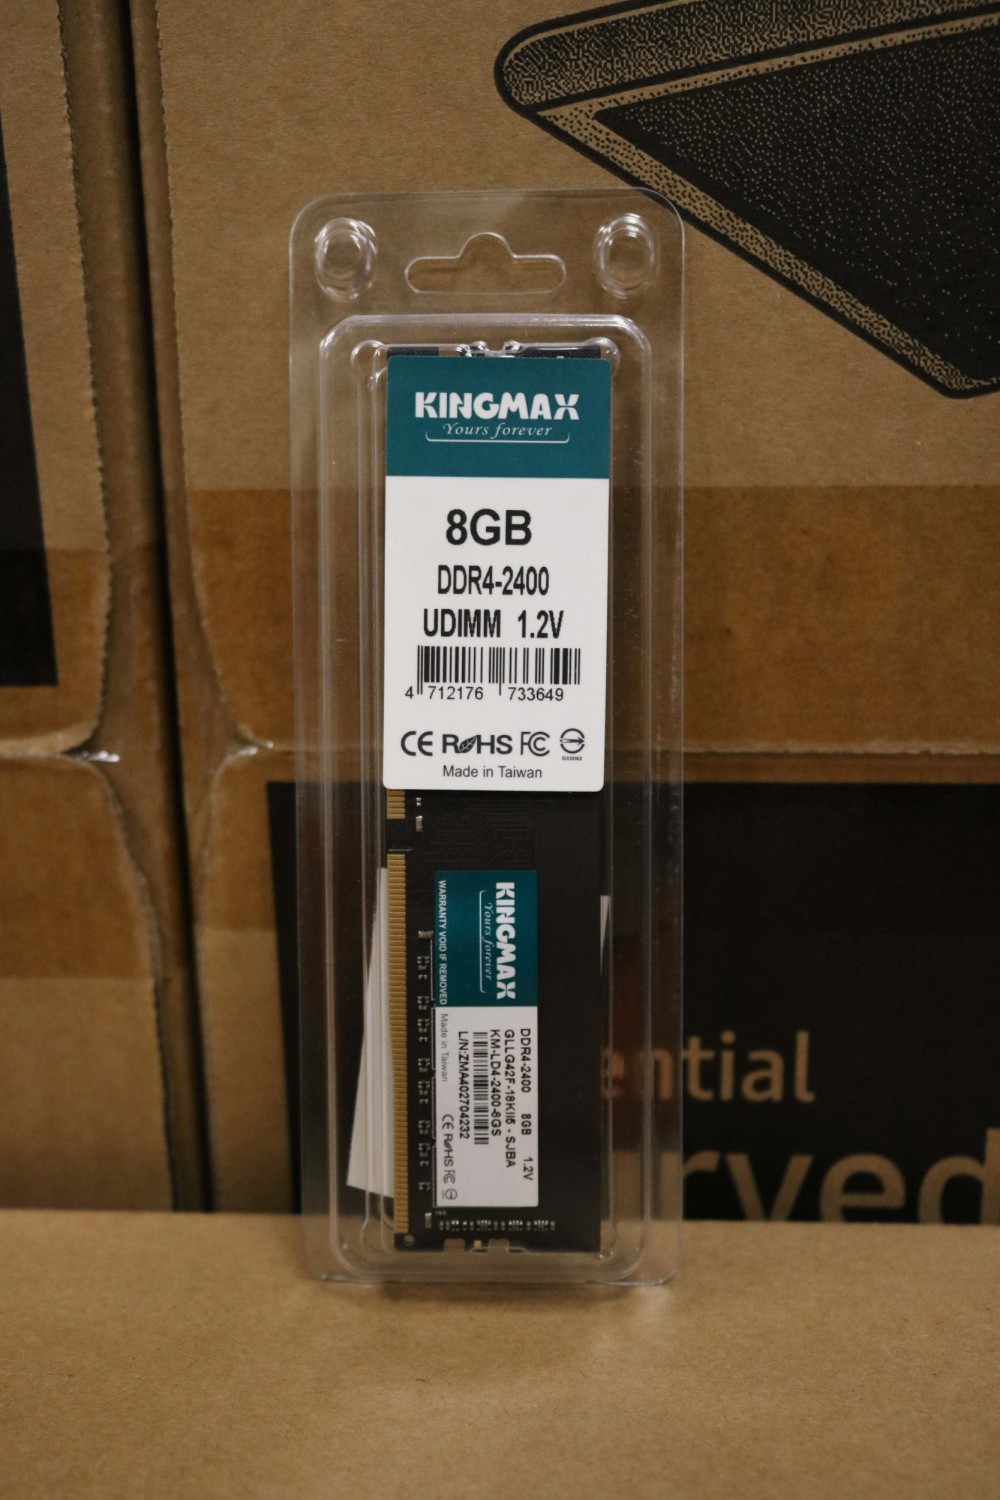 KINGMAX
Yours forever
8GB
DDR4-2400
UDIMM 1.2V
4 712176 733649
CE RoHS FC
Made in Taiwan
KINGMAX
Yours forever
WARRANTY VOID IF REMOVED
DDR4-2400 8GB 1.2V
GLLG42F-18KII5 - SJBA
KM-LD4-2400-8GS
L/N:ZMA402704232
Made in Taiwan CE RoHS FC
ential
rved